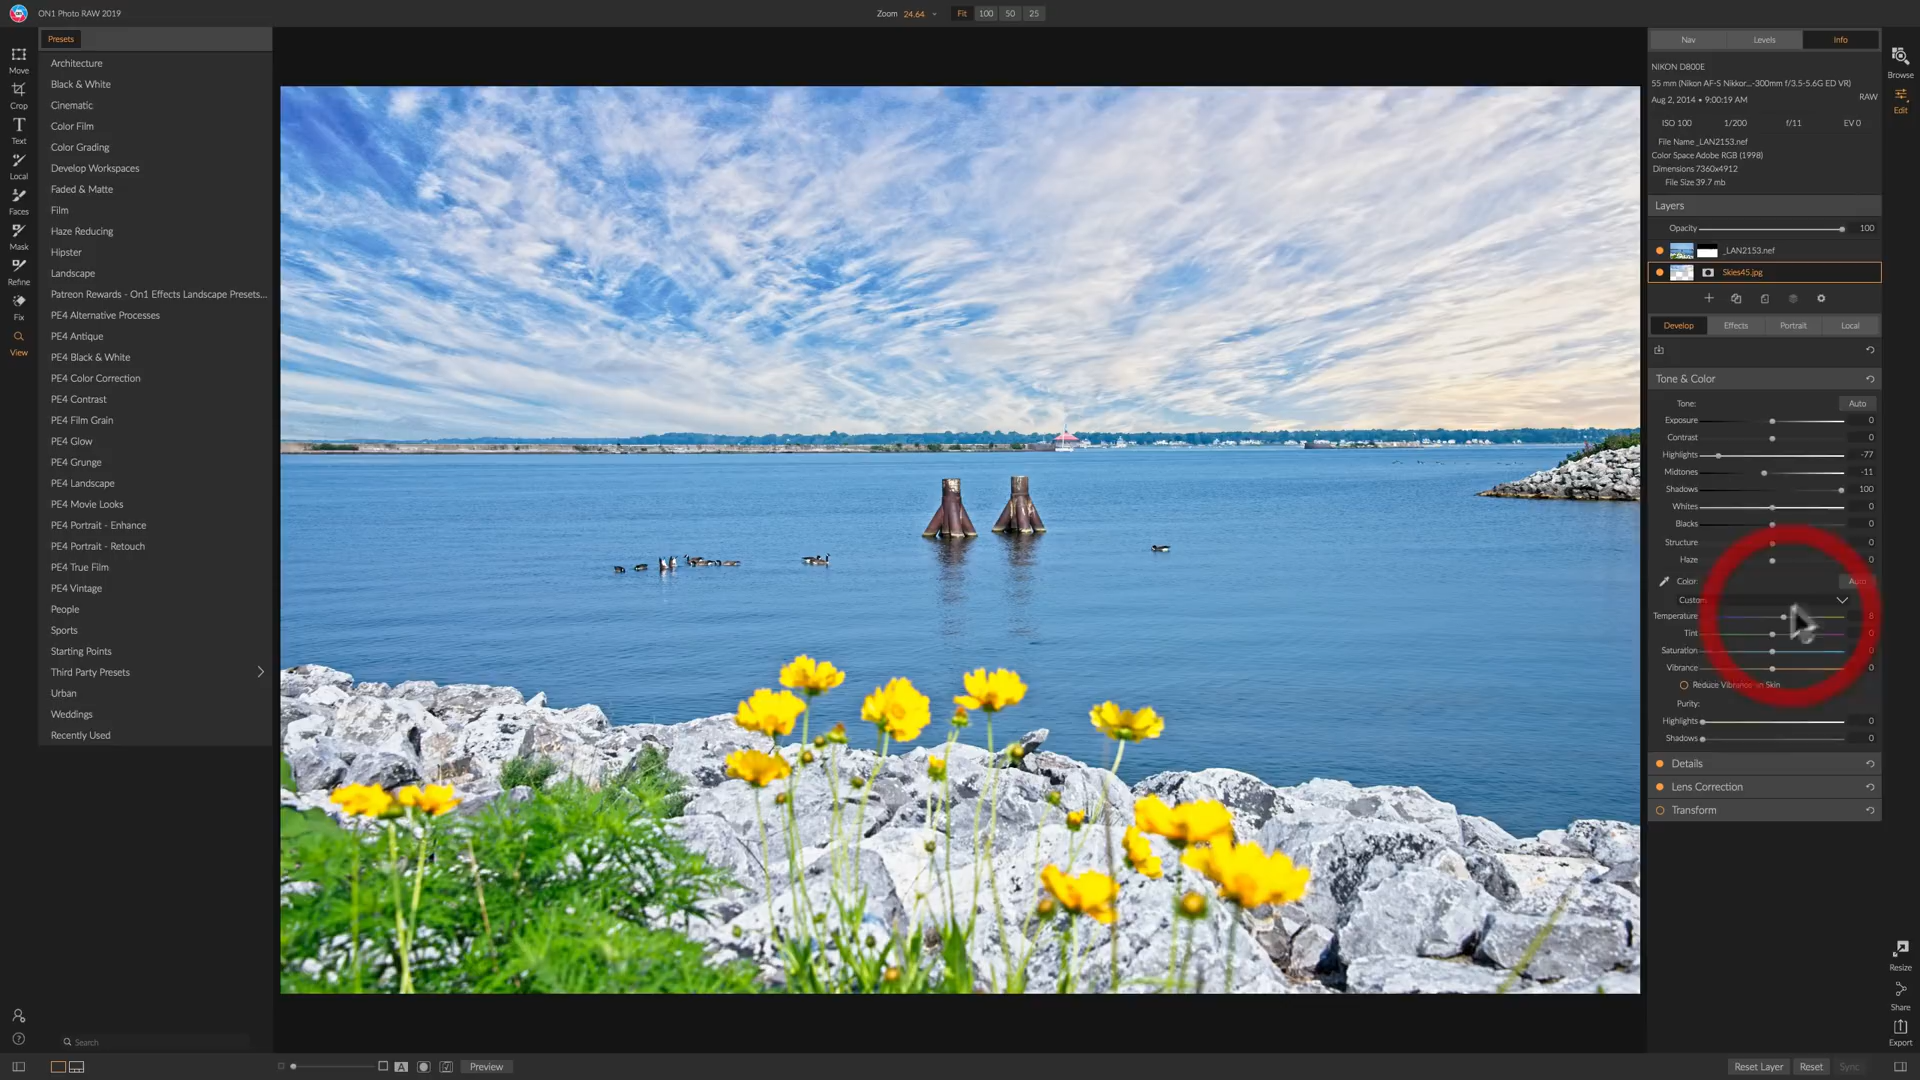 ON1 Photo RAW 2019
Zoom 24.64 Fit 100 50 25
Move
Crop
Text
Local
Faces
Mask
Refine
Fix
View
Presets
Architecture
Black & White
Cinematic
Color Film
Color Grading
Develop Workspaces
Faded & Matte
Film
Haze Reducing
Hipster
Landscape
Patreon Rewards - On1 Effects Landscape Presets...
PE4 Alternative Processes
PE4 Antique
PE4 Black & White
PE4 Color Correction
PE4 Contrast
PE4 Film Grain
PE4 Glow
PE4 Grunge
PE4 Landscape
PE4 Movie Looks
PE4 Portrait - Enhance
PE4 Portrait - Retouch
PE4 True Film
PE4 Vintage
People
Sports
Starting Points
Third Party Presets
Urban
Weddings
Recently Used
Search
Nav Levels Info
NIKON D800E
55 mm (Nikon AF-S Nikkor...-300mm f/3.5-5.6G ED VR)
Aug 2, 2014 • 9:00:19 AM RAW
ISO 100 1/200 f/11 EV 0
File Name _LAN2153.nef
Color Space Adobe RGB (1998)
Dimensions 7360x4912
File Size 39.7 mb
Layers
Opacity 100
_LAN2153.nef
Skies45.jpg
Develop Effects Portrait Local
Tone & Color
Tone: Auto
Exposure 0
Contrast 0
Highlights -77
Midtones -11
Shadows 100
Whites 0
Blacks 0
Structure 0
Haze 0
Color: Auto
Custom
Temperature 8
Tint 0
Saturation 0
Vibrance 0
Reduce Vibrance on Skin
Purity:
Highlights 0
Shadows 0
Details
Lens Correction
Transform
Browse
Edit
Resize
Share
Export
A Preview
Reset Layer Reset Sync